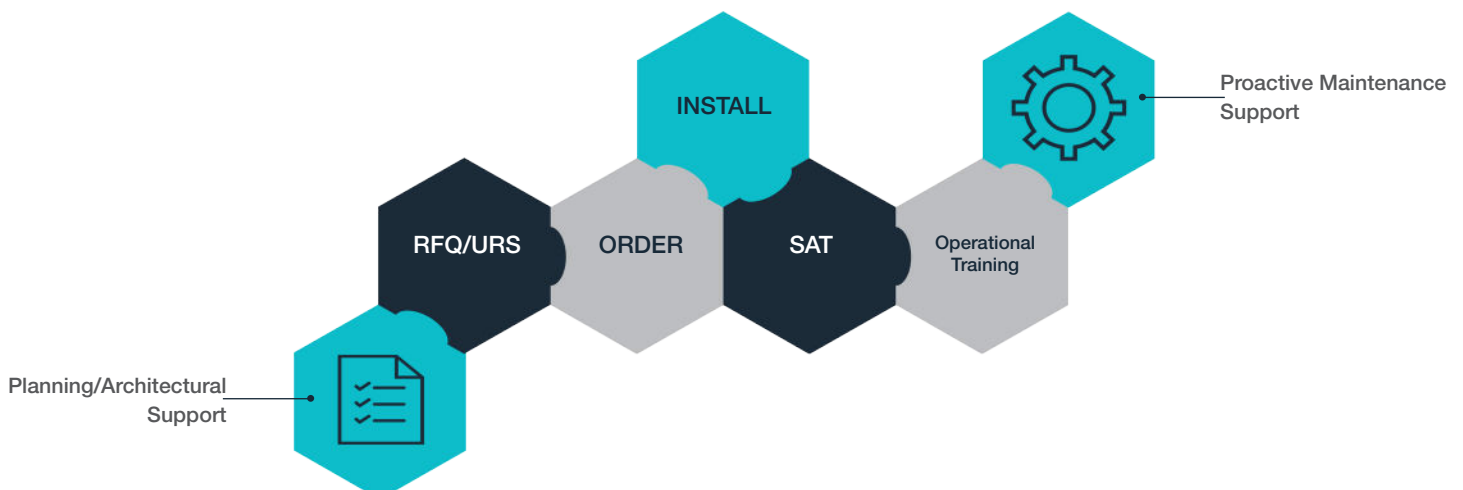 INSTALL
Proactive Maintenance
Support
RFQ/URS
ORDER
SAT
Operational
Training
Planning/Architectural
Support